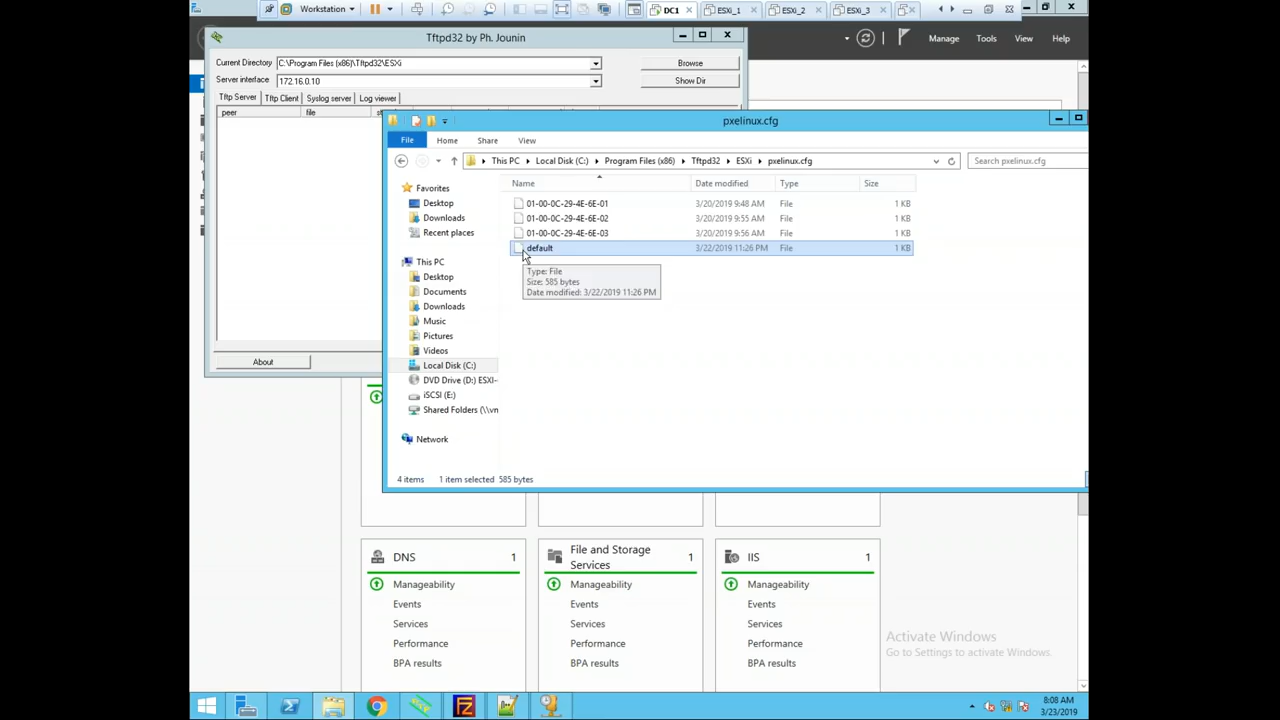 Workstation
DC1
ESXi_1
ESXi_2
ESXi_3
Tftpd32 by Ph. Jounin
Manage
Tools
View
Help
Current Directory
C:\Program Files (x86)\Tftpd32\ESXi
Browse
Server interface
172.16.0.10
Show Dir
Tftp Server
Tftp Client
Syslog server
Log viewer
peer
file
pxelinux.cfg
File
Home
Share
View
This PC
Local Disk (C:)
Program Files (x86)
Tftpd32
ESXi
pxelinux.cfg
Search pxelinux.cfg
Name
Date modified
Type
Size
Favorites
Desktop
Downloads
Recent places
This PC
Desktop
Documents
Downloads
Music
Pictures
Videos
Local Disk (C:)
DVD Drive (D:) ESXI-
iSCSI (E:)
Shared Folders (\\vn
Network
01-00-0C-29-4E-6E-01 3/20/2019 9:48 AM File 1 KB
01-00-0C-29-4E-6E-02 3/20/2019 9:55 AM File 1 KB
01-00-0C-29-4E-6E-03 3/20/2019 9:56 AM File 1 KB
default 3/22/2019 11:26 PM File 1 KB
Type: File
Size: 585 bytes
Date modified: 3/22/2019 11:26 PM
4 items 1 item selected 585 bytes
About
DNS 1
Manageability
Events
Services
Performance
BPA results
File and Storage
Services 1
Manageability
Events
Services
Performance
BPA results
IIS 1
Manageability
Events
Services
Performance
BPA results
Activate Windows
Go to Settings to activate Windows.
8:08 AM
3/23/2019